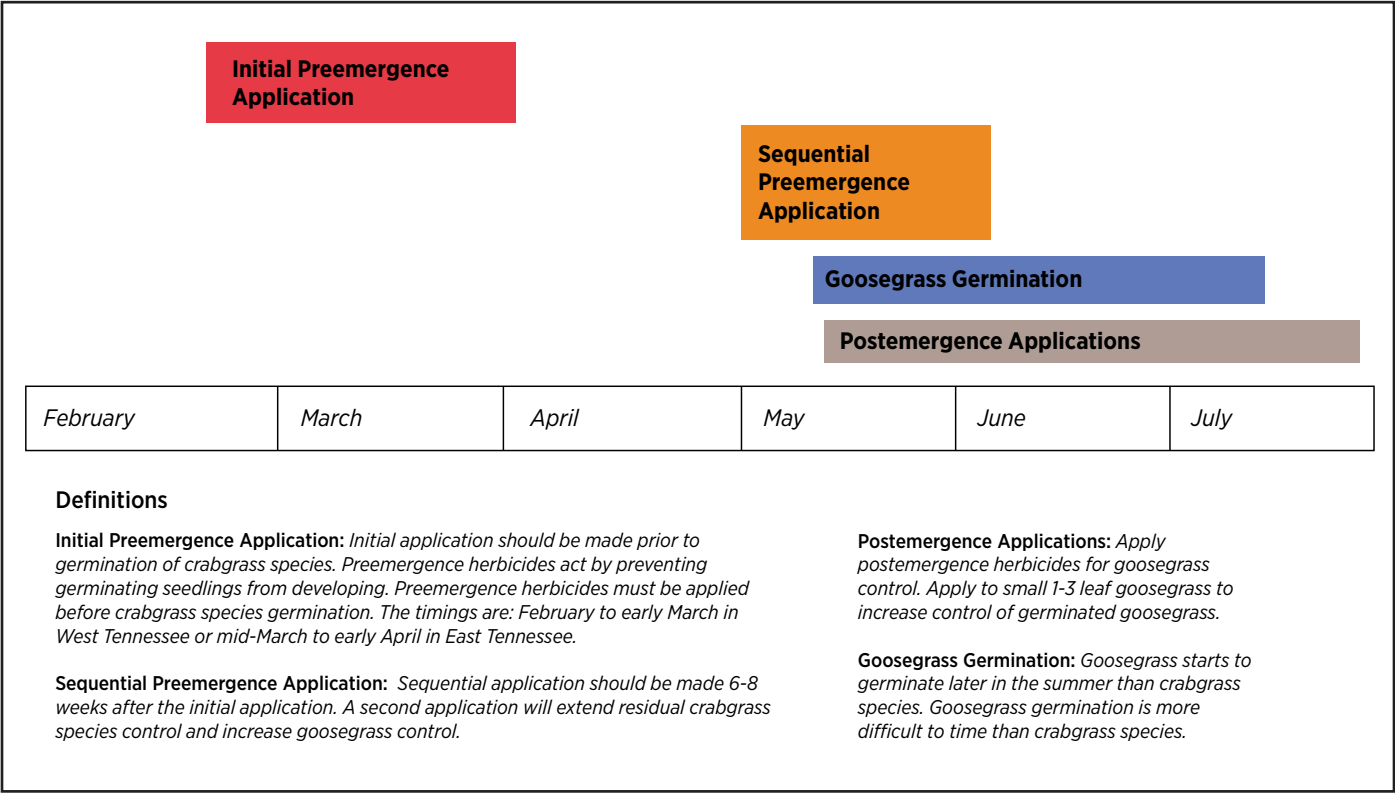 Initial Preemergence
Application
Sequential
Preemergence
Application
Goosegrass Germination
Postemergence Applications
February
March
April
May
June
July
Definitions
Initial Preemergence Application: Initial application should be made prior to
germination of crabgrass species. Preemergence herbicides act by preventing
germinating seedlings from developing. Preemergence herbicides must be applied
before crabgrass species germination. The timings are: February to early March in
West Tennessee or mid-March to early April in East Tennessee.
Sequential Preemergence Application: Sequential application should be made 6-8
weeks after the initial application. A second application will extend residual crabgrass
species control and increase goosegrass control.
Postemergence Applications: Apply
postemergence herbicides for goosegrass
control. Apply to small 1-3 leaf goosegrass to
increase control of germinated goosegrass.
Goosegrass Germination: Goosegrass starts to
germinate later in the summer than crabgrass
species. Goosegrass germination is more
difficult to time than crabgrass species.